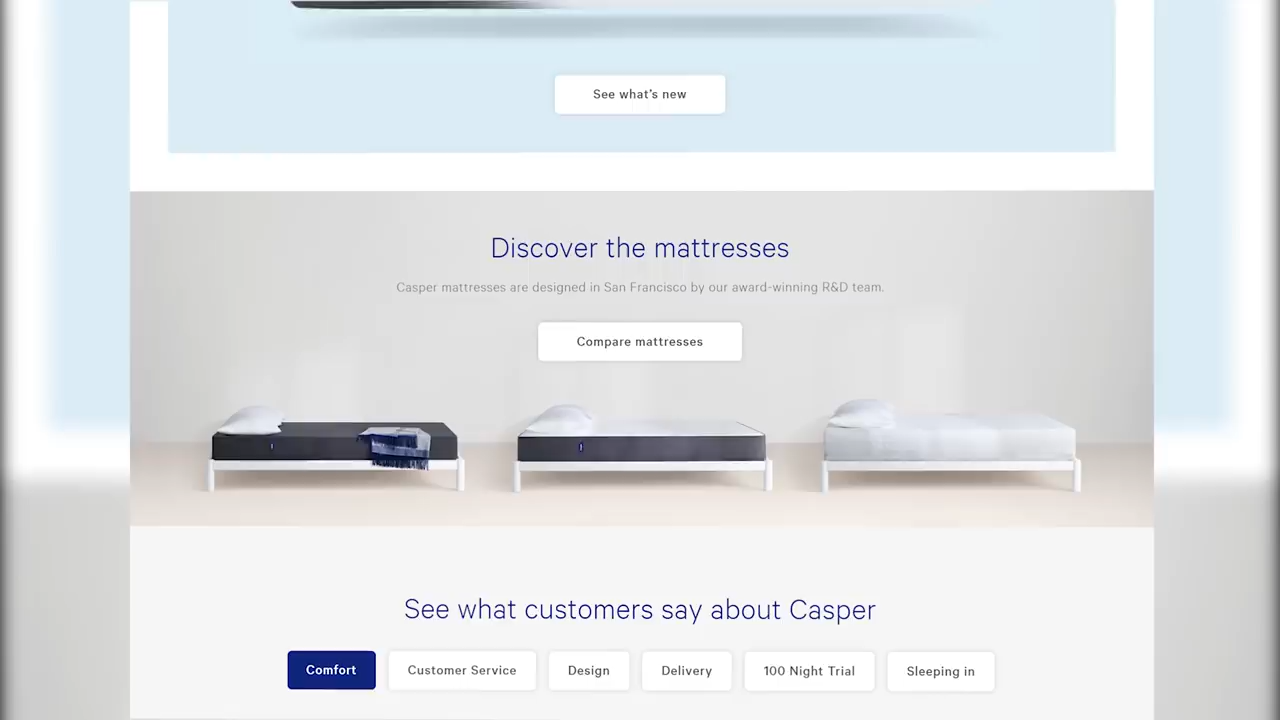 See what's new
Discover the mattresses
Casper mattresses are designed in San Francisco by our award-winning R&D team.
Compare mattresses
See what customers say about Casper
Comfort
Customer Service
Design
Delivery
100 Night Trial
Sleeping in